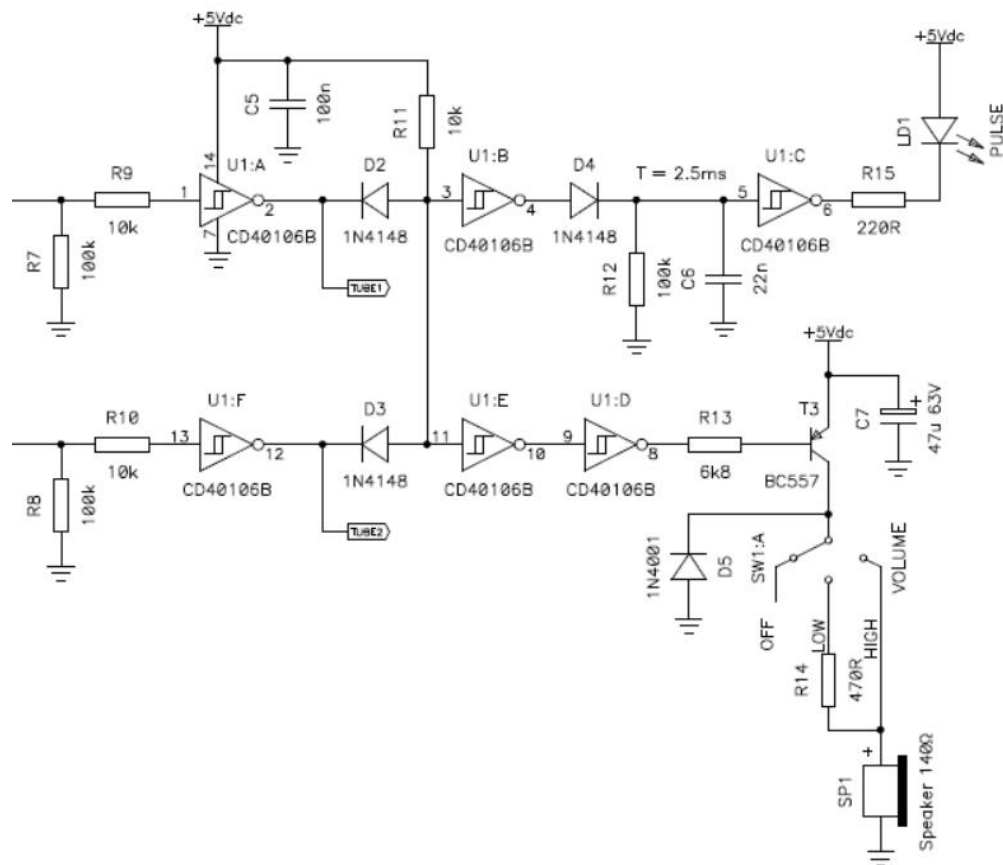 +5Vdc
+5Vdc
C5
100n
R11
10k
LD1
PULSE
R9
10k
14
U1:A
1
2
7
CD40106B
D2
1N4148
U1:B
3
4
CD40106B
D4
1N4148
T = 2.5ms
U1:C
5
6
CD40106B
R15
220R
R7
100k
TUBE1
R12
100k
C6
22n
+5Vdc
R10
10k
U1:F
13
12
CD40106B
D3
1N4148
U1:E
11
10
CD40106B
U1:D
9
8
CD40106B
R13
6k8
T3
BC557
C7
+
47u 63V
R8
100k
TUBE2
1N4001
D5
SW1:A
VOLUME
OFF
LOW
HIGH
R14
470R
+
SP1
Speaker 140Ω